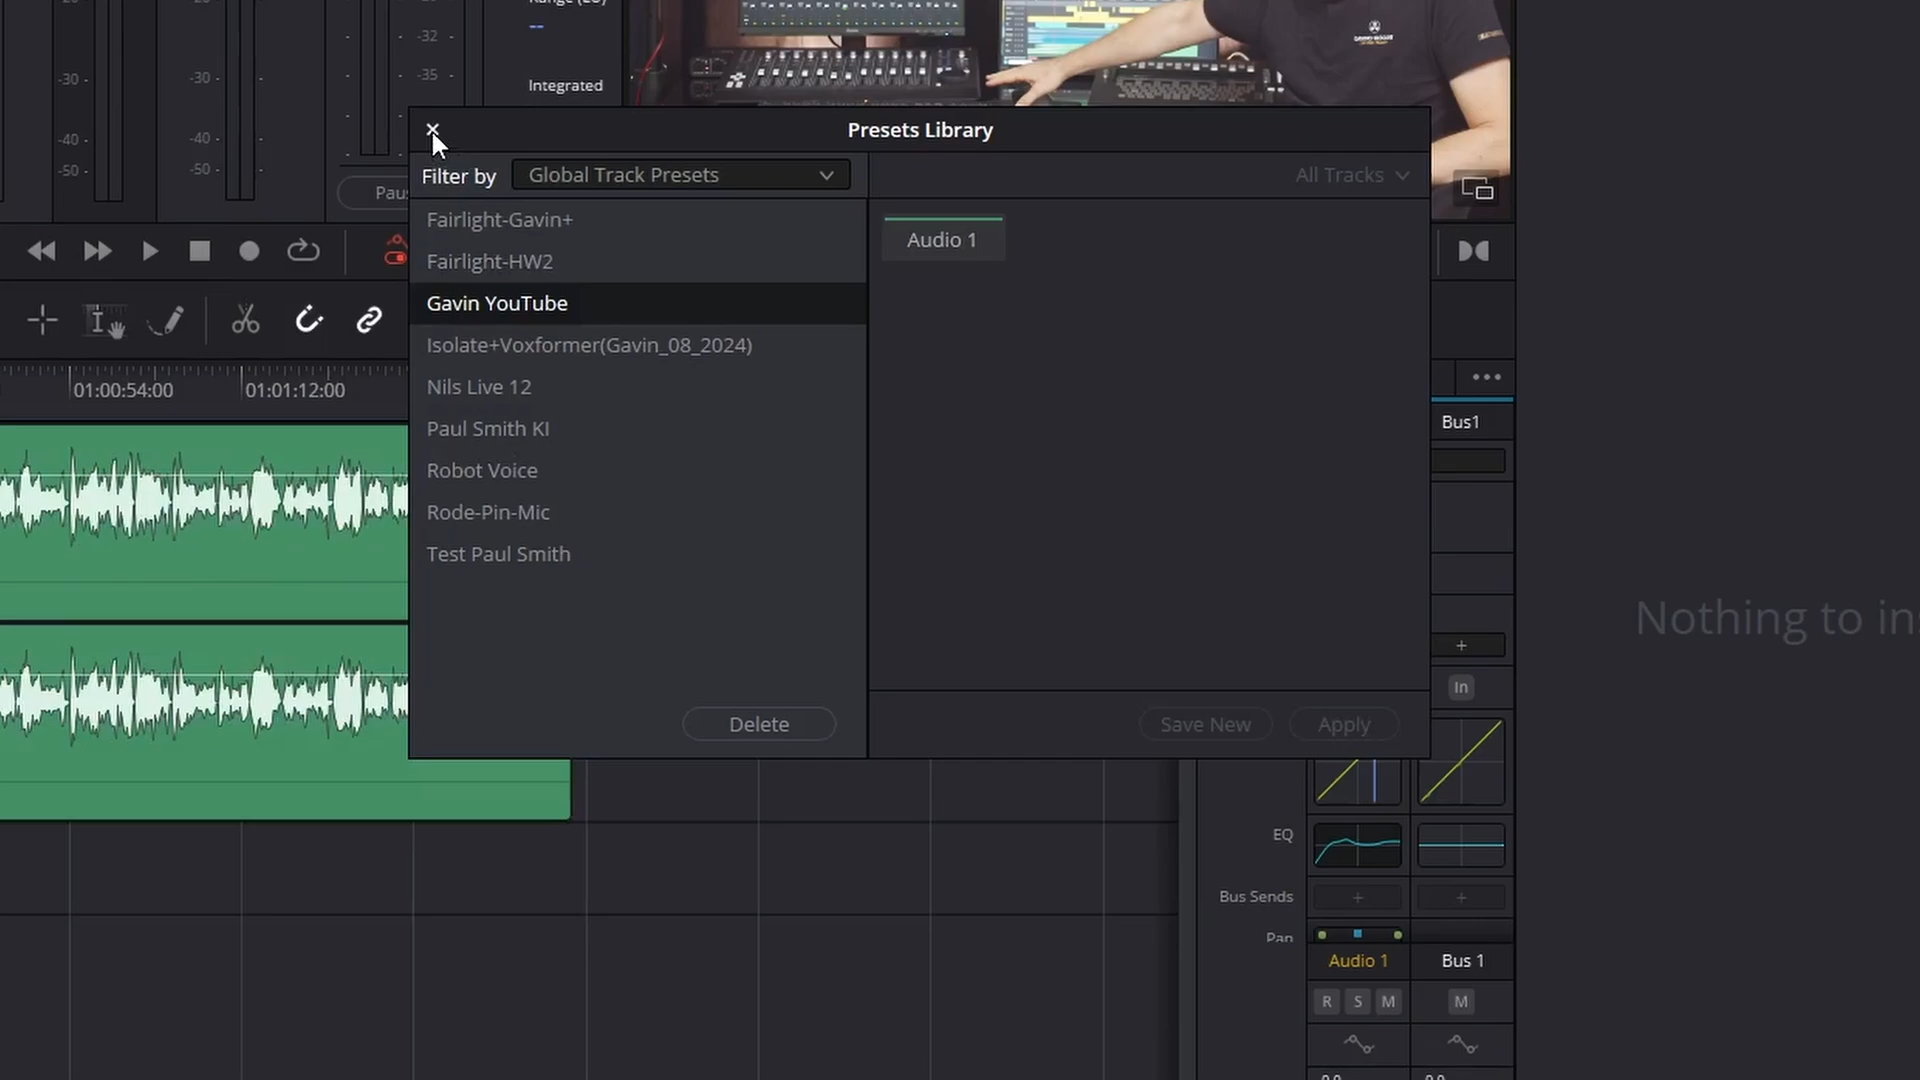 -30 -
-40 -
-50 -
-30 -
-40 -
-50 -
-32 -
-35 -
--
Integrated
Presets Library
Filter by
Global Track Presets
All Tracks
Fairlight-Gavin+
Fairlight-HW2
Gavin YouTube
Isolate+Voxformer(Gavin_08_2024)
Nils Live 12
Paul Smith KI
Robot Voice
Rode-Pin-Mic
Test Paul Smith
Audio 1
Delete
Save New
Apply
01:00:54:00
01:01:12:00
Bus1
+
In
Nothing to in
EQ
Bus Sends
+
+
Pan
Audio 1
Bus 1
R S M
M